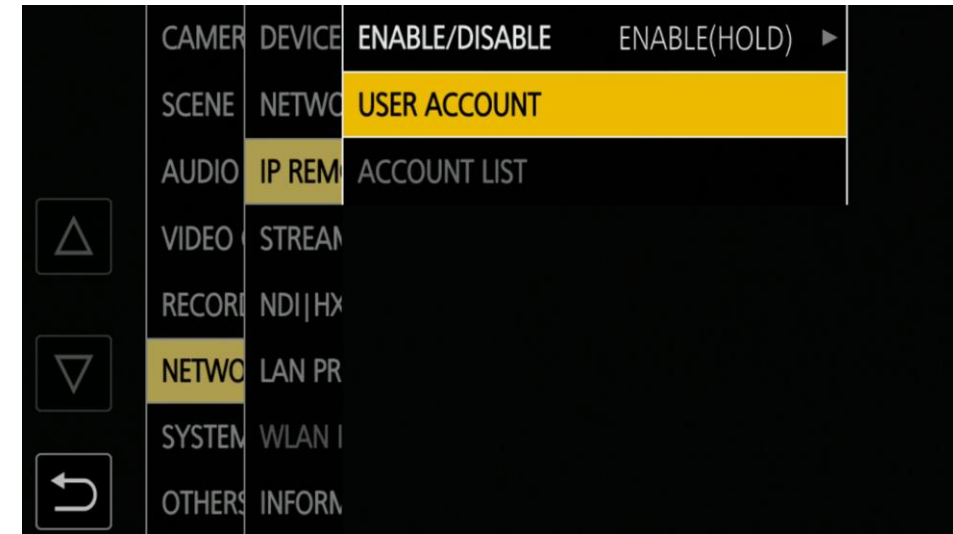 CAMER DEVICE ENABLE/DISABLE ENABLE(HOLD)
SCENE NETWO USER ACCOUNT
AUDIO IP REM ACCOUNT LIST
VIDEO STREAM
RECORD NDI|HX
NETWO LAN PR
SYSTEM WLAN
OTHERS INFORM